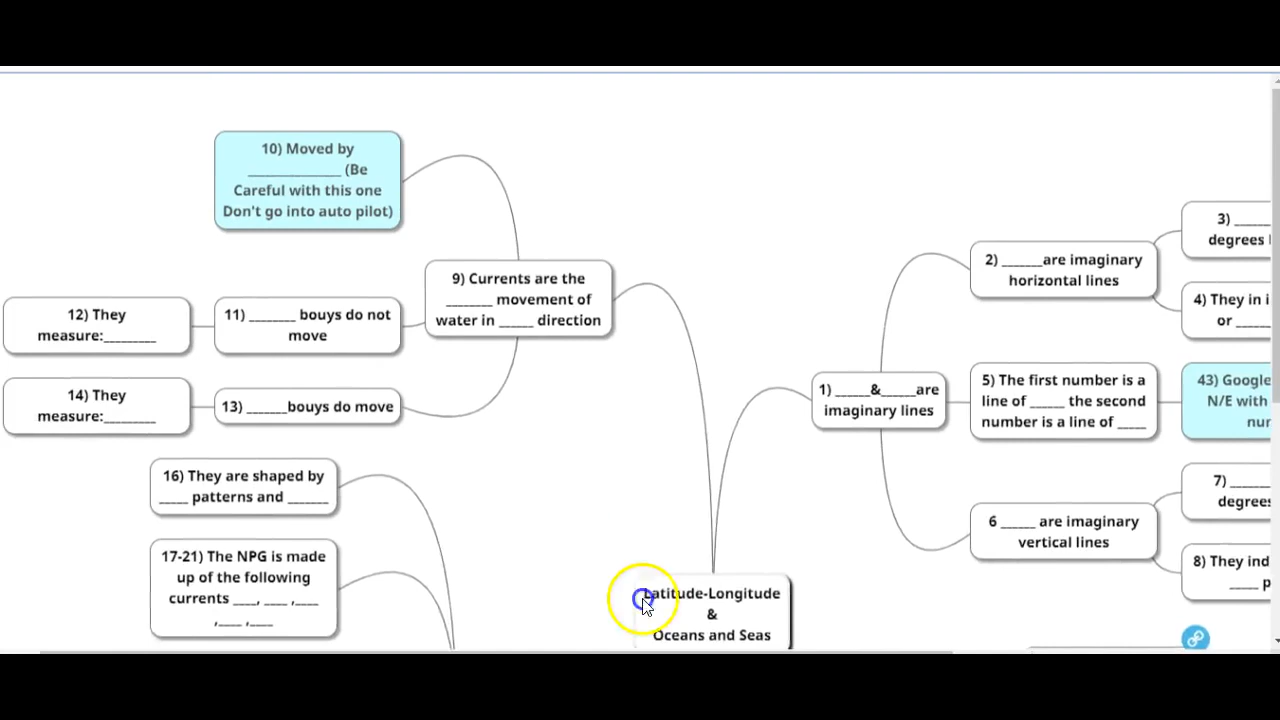 10) Moved by
______________ (Be
Careful with this one
Don't go into auto pilot)
9) Currents are the
_______ movement of
water in _____ direction
12) They
measure:________
11) _______ bouys do not
move
14) They
measure:________
13) ______bouys do move
16) They are shaped by
____ patterns and ______
17-21) The NPG is made
up of the following
currents ____, ____ ,____
,____ ,____
Latitude-Longitude
&
Oceans and Seas
1) _____&_____are
imaginary lines
2) ______are imaginary
horizontal lines
3) _____
degrees
4) They in
or _____
5) The first number is a
line of _____ the second
number is a line of ____
43) Google
N/E with
6 _____ are imaginary
vertical lines
7) _____
degrees
8) They ind
____ p